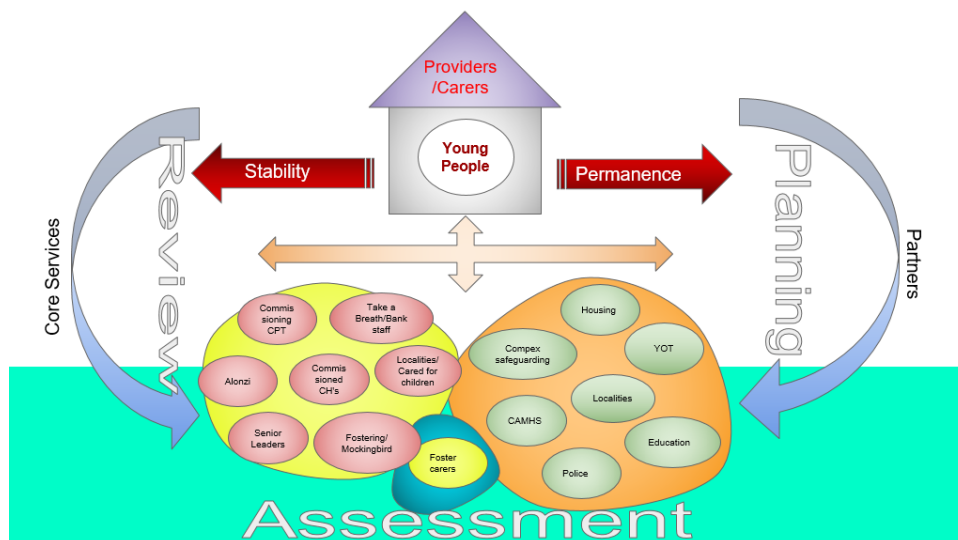 Providers
/Carers
Young
People
Stability
Permanence
Review
Planning
Core Services
Partners
Commis
sioning
CPT
Take a
Breath/Bank
staff
Alonzi
Commis
sioned
CH's
Localities/
Cared for
children
Senior
Leaders
Fostering/
Mockingbird
Foster
carers
Housing
Compex
safeguarding
YOT
Localities
CAMHS
Education
Police
Assessment